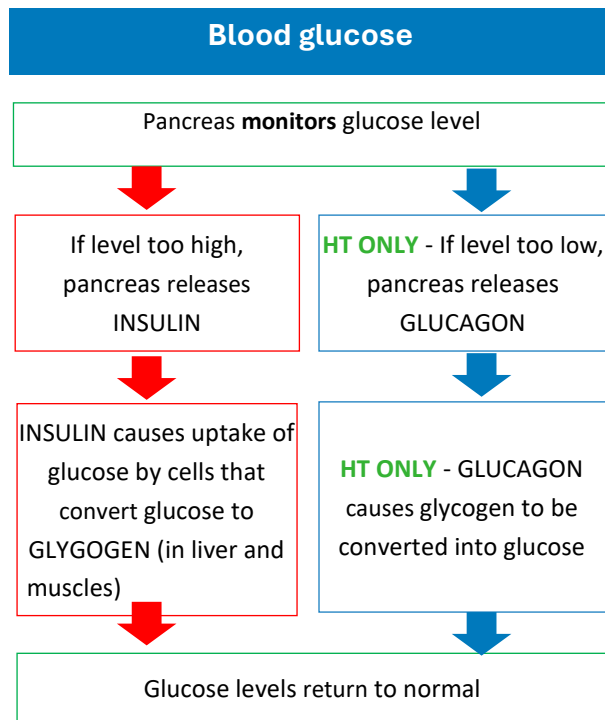 Blood glucose
Pancreas monitors glucose level
If level too high,
pancreas releases
INSULIN
HT ONLY - If level too low,
pancreas releases
GLUCAGON
INSULIN causes uptake of
glucose by cells that
convert glucose to
GLYGOGEN (in liver and
muscles)
HT ONLY - GLUCAGON
causes glycogen to be
converted into glucose
Glucose levels return to normal